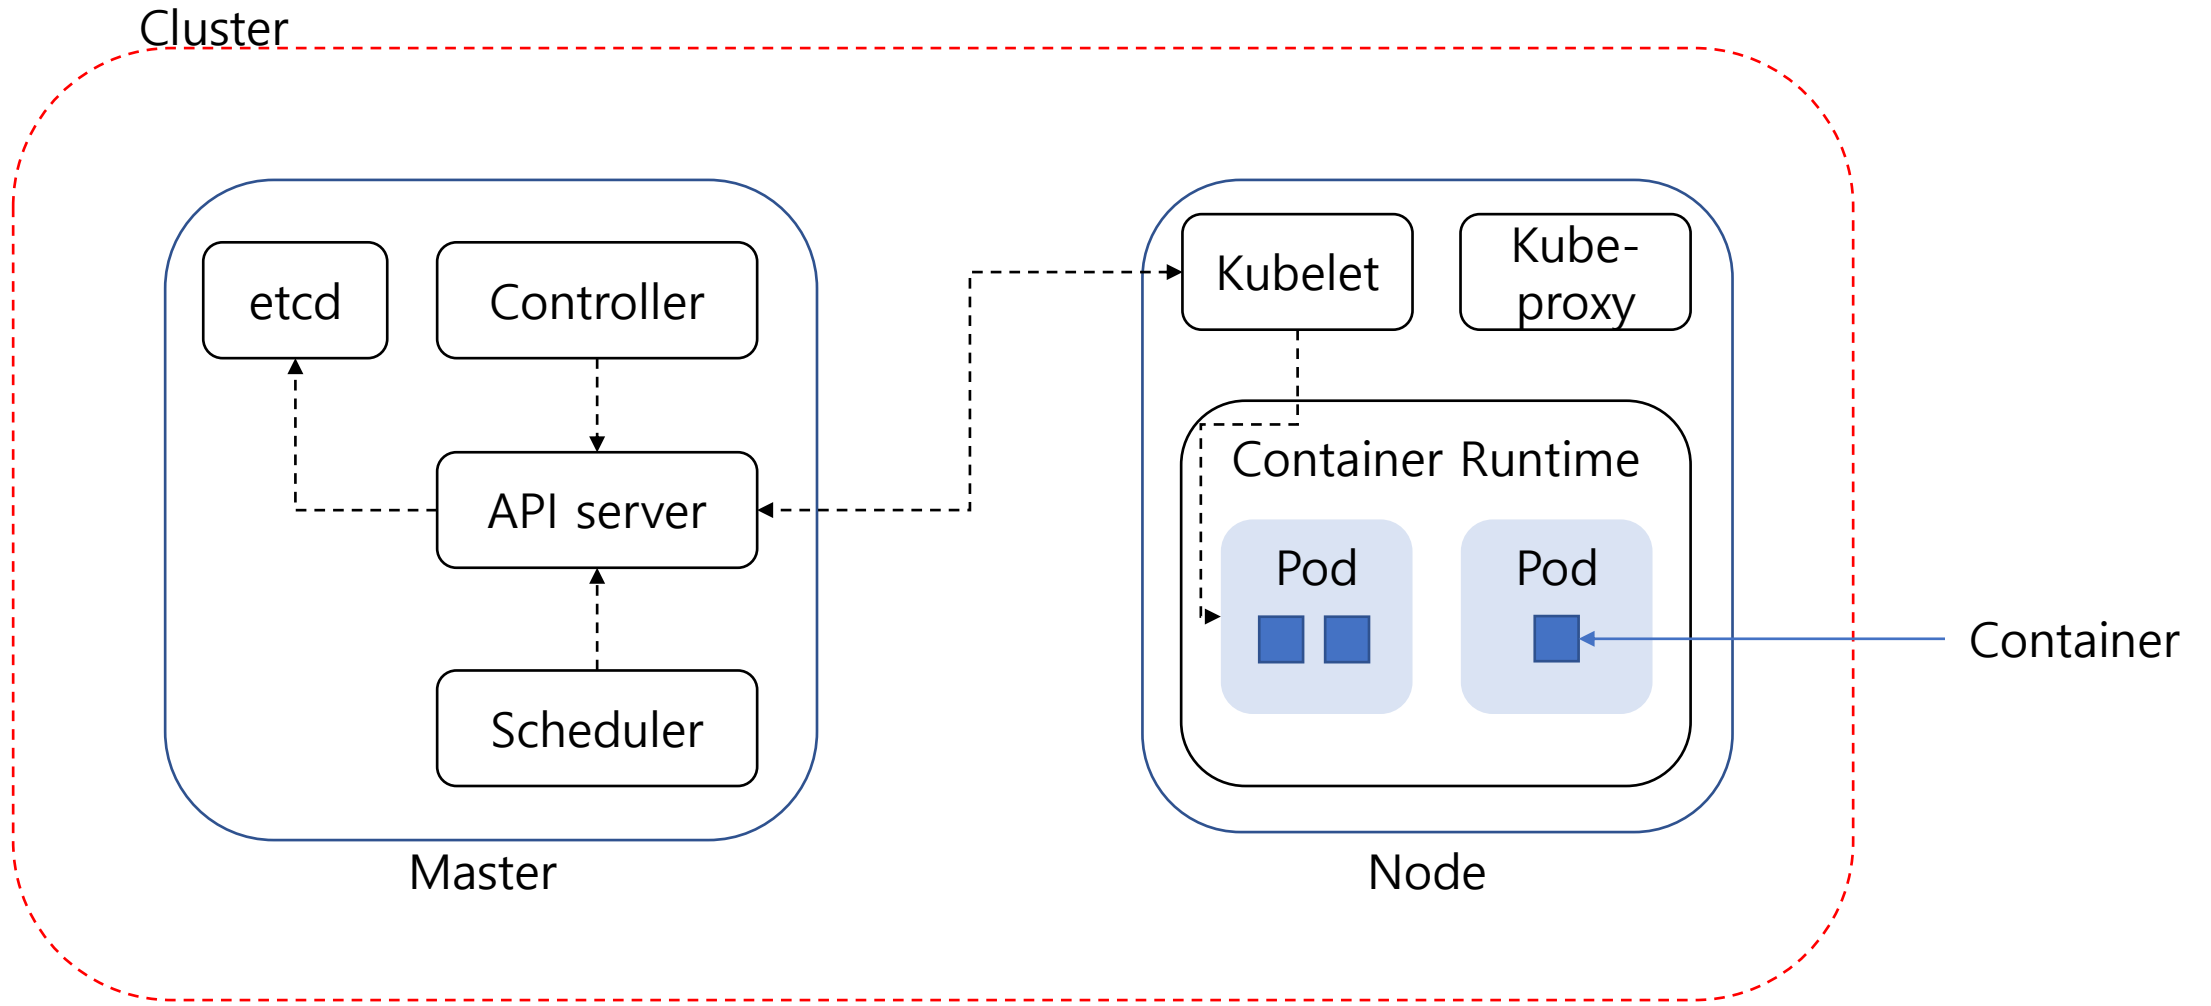 Cluster
etcd
Controller
API server
Scheduler
Master
Kubelet
Kube-
proxy
Container Runtime
Pod
Pod
Container
Node